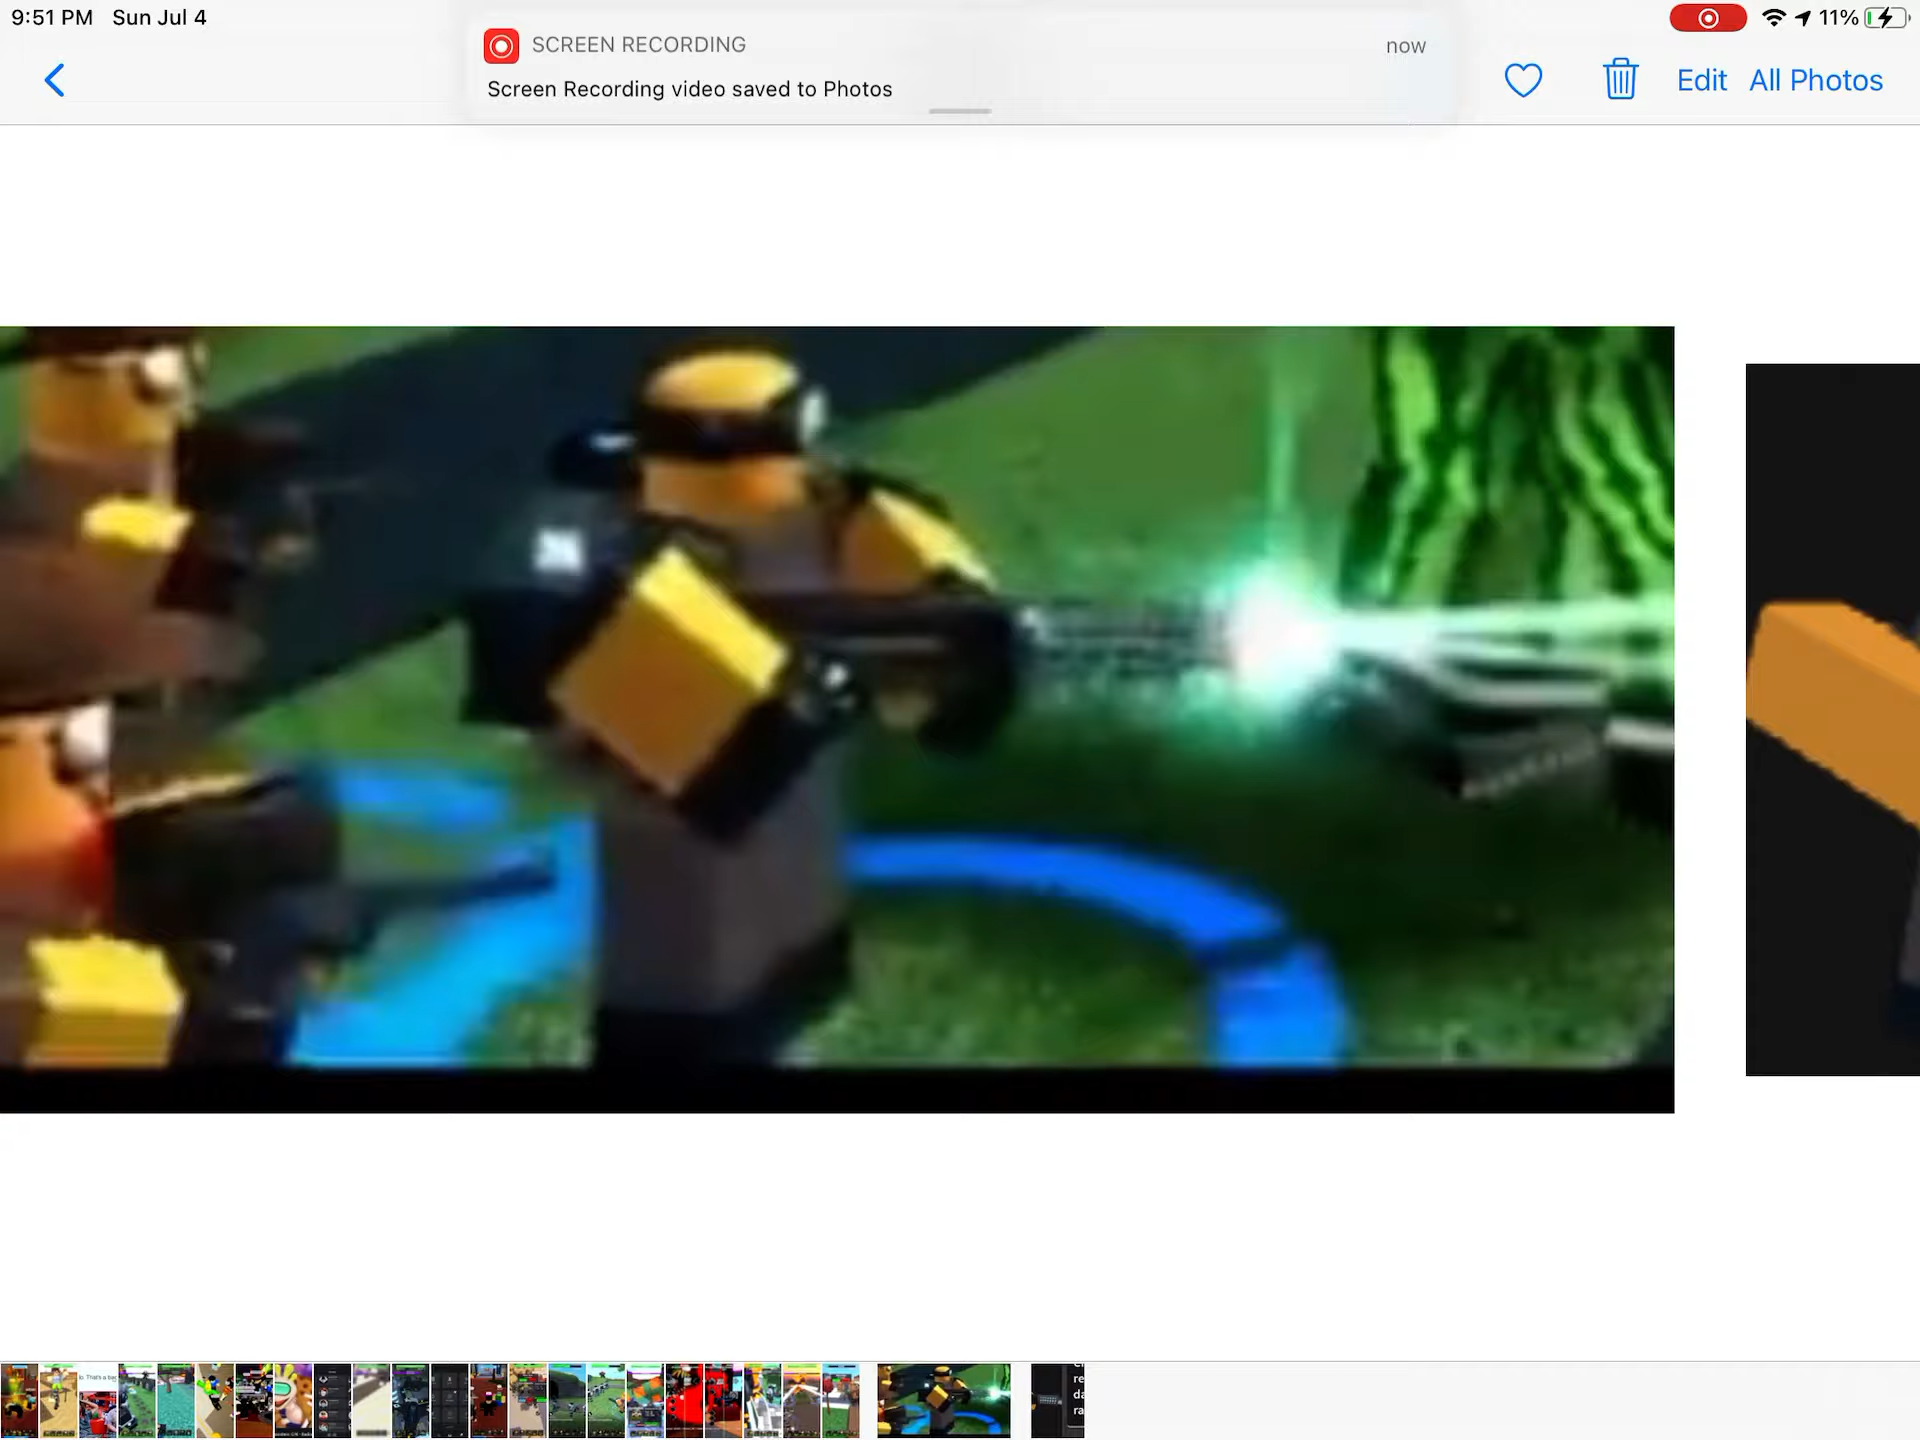 9:51 PM Sun Jul 4
11%
SCREEN RECORDING
now
Screen Recording video saved to Photos
Edit
All Photos